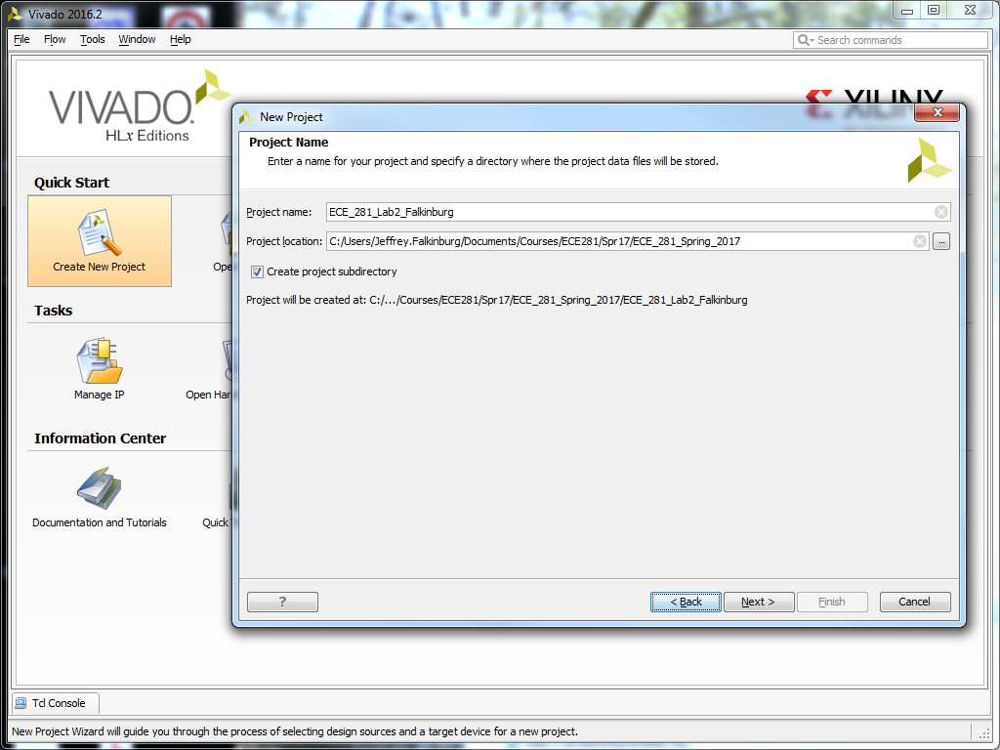 Vivado 2016.2
File Flow Tools Window Help
Search commands
VIVADO.
HLx Editions
XILINX
Quick Start
Create New Project
Tasks
Manage IP
Information Center
Documentation and Tutorials
Quick
New Project
Project Name
Enter a name for your project and specify a directory where the project data files will be stored.
Project name: ECE_281_Lab2_Falkinburg
Project location: C:/Users/Jeffrey.Falkinburg/Documents/Courses/ECE281/Spr17/ECE_281_Spring_2017 ...
Create project subdirectory
Project will be created at: C:/.../Courses/ECE281/Spr17/ECE_281_Spring_2017/ECE_281_Lab2_Falkinburg
? < Back Next > Finish Cancel
Tcl Console
New Project Wizard will guide you through the process of selecting design sources and a target device for a new project.